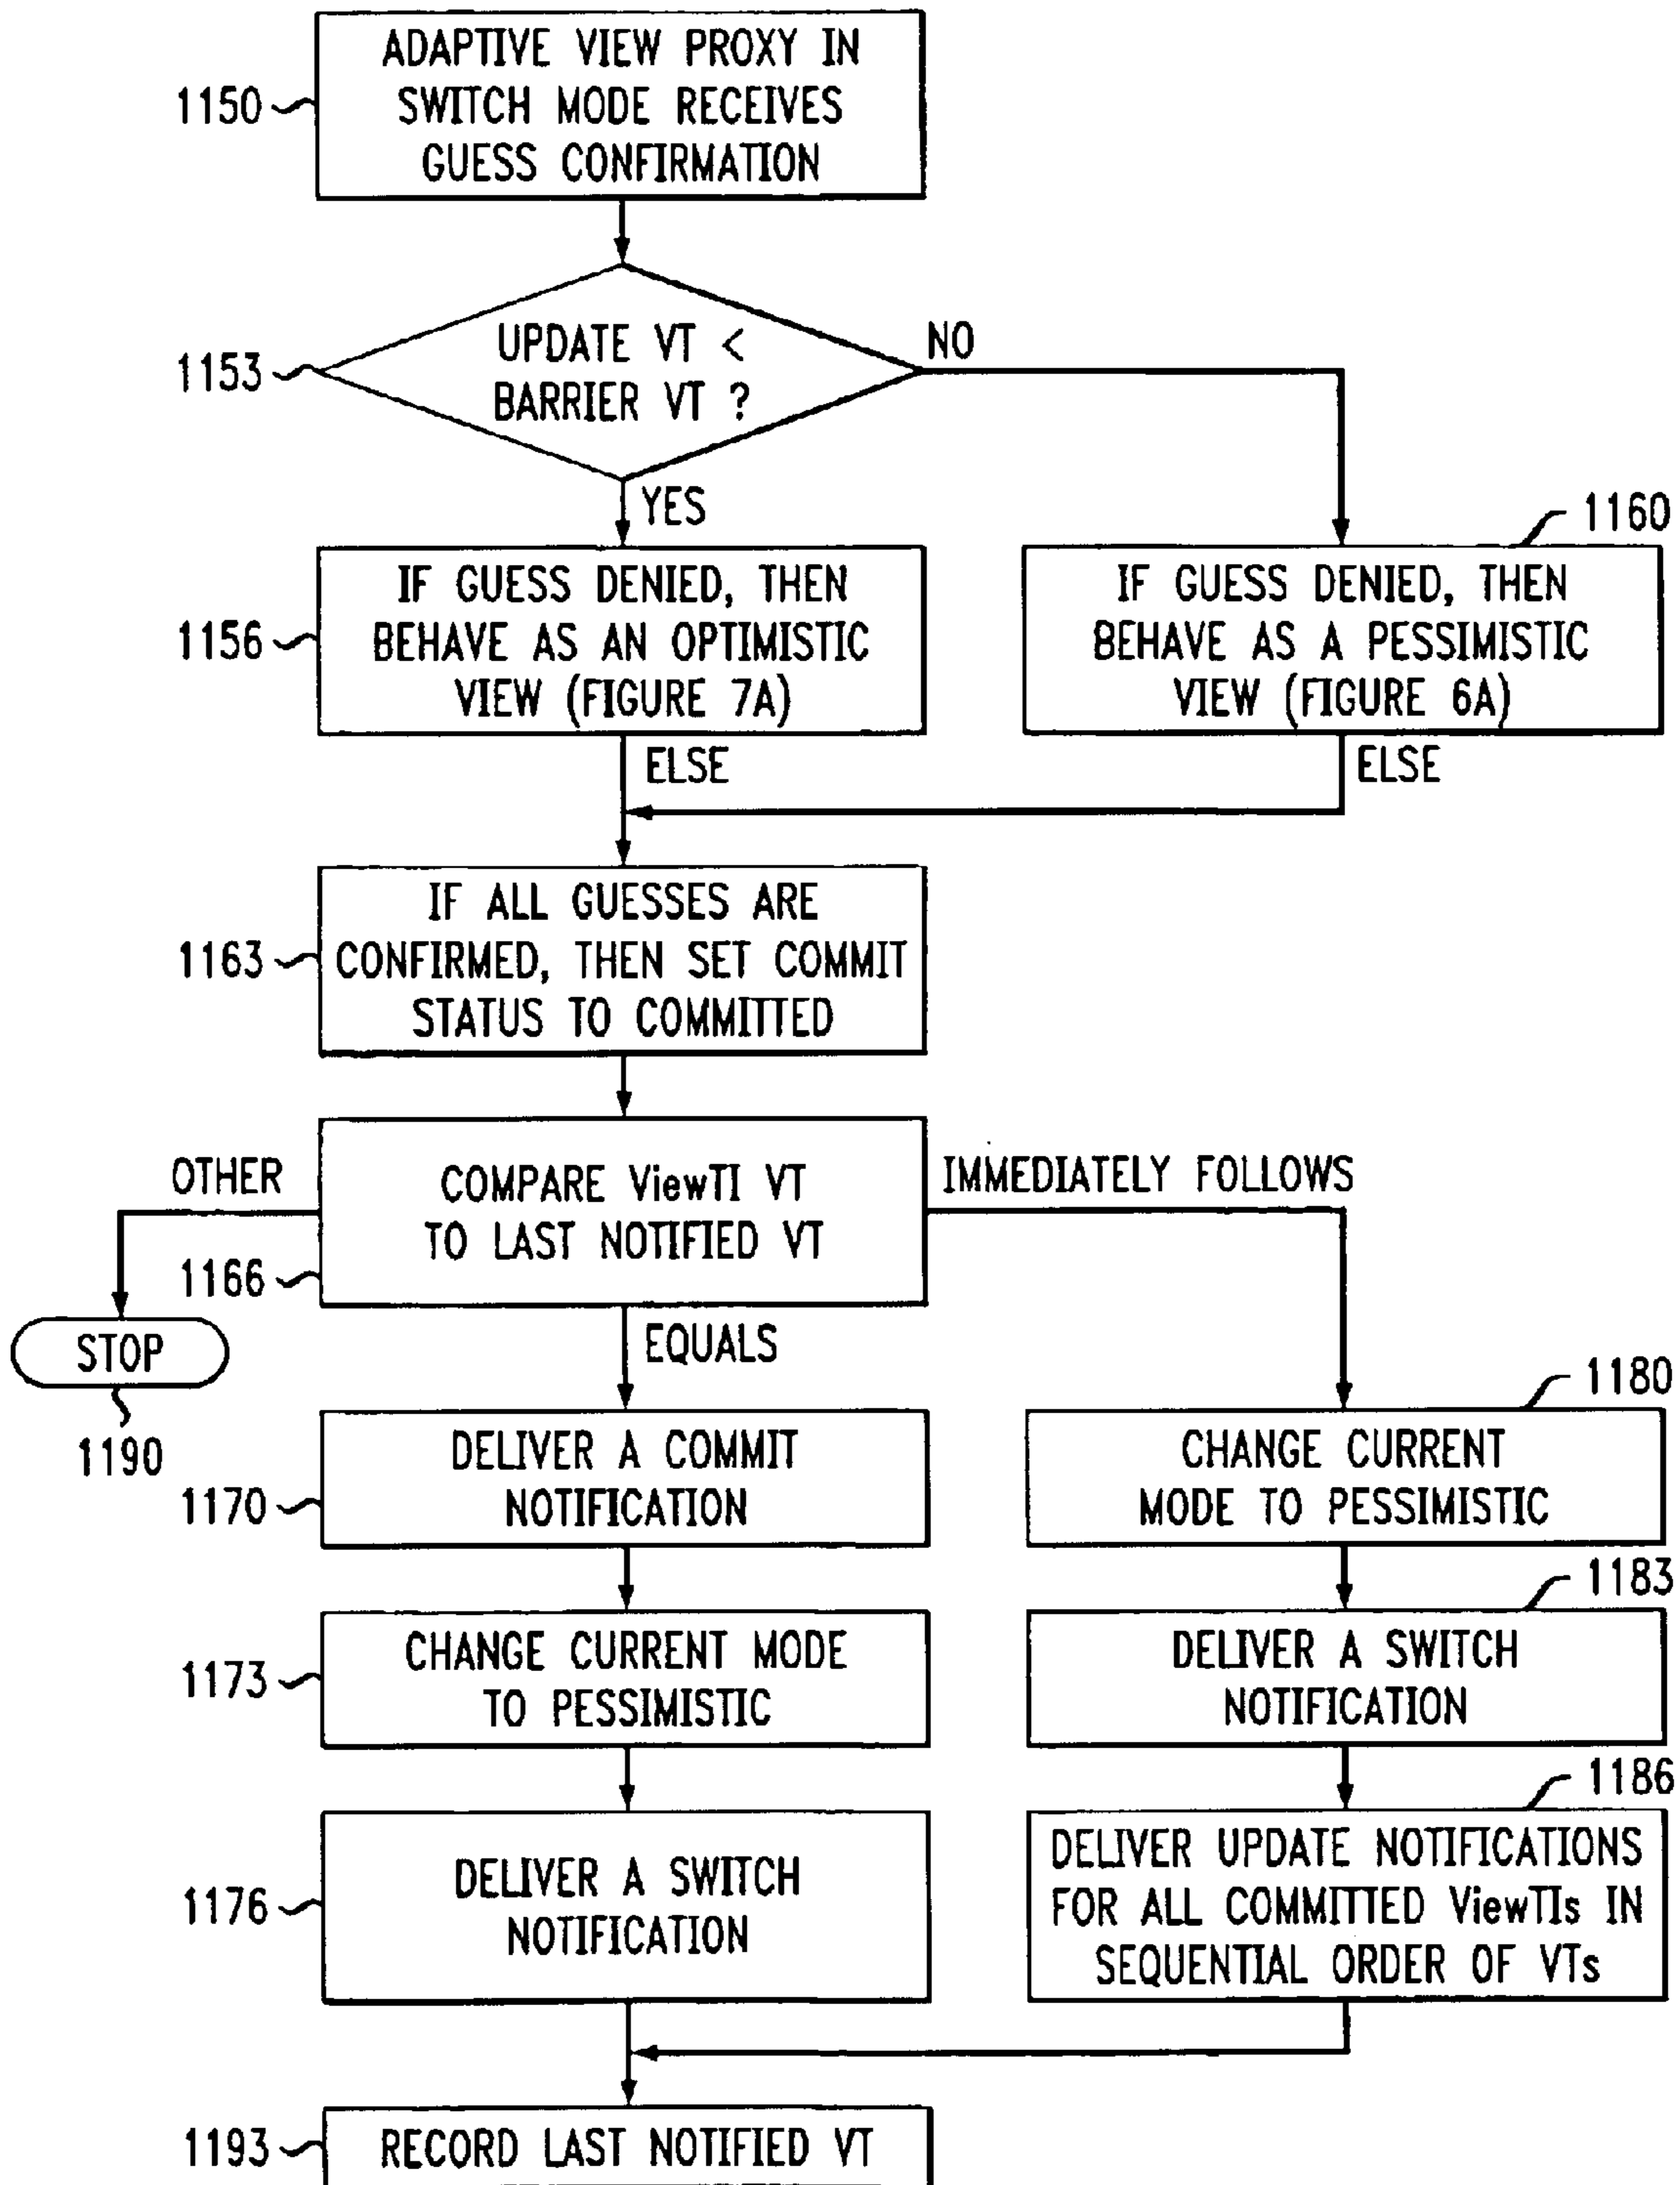 ADAPTIVE VIEW PROXY IN
SWITCH MODE RECEIVES
GUESS CONFIRMATION
1150
UPDATE VT <
BARRIER VT ?
1153
NO
YES
1160
IF GUESS DENIED, THEN
BEHAVE AS AN OPTIMISTIC
VIEW (FIGURE 7A)
1156
IF GUESS DENIED, THEN
BEHAVE AS A PESSIMISTIC
VIEW (FIGURE 6A)
ELSE
ELSE
IF ALL GUESSES ARE
CONFIRMED, THEN SET COMMIT
STATUS TO COMMITTED
1163
OTHER
COMPARE ViewTI VT
TO LAST NOTIFIED VT
1166
IMMEDIATELY FOLLOWS
STOP
1190
EQUALS
1180
DELIVER A COMMIT
NOTIFICATION
1170
CHANGE CURRENT
MODE TO PESSIMISTIC
1183
CHANGE CURRENT MODE
TO PESSIMISTIC
1173
DELIVER A SWITCH
NOTIFICATION
1186
DELIVER A SWITCH
NOTIFICATION
1176
DELIVER UPDATE NOTIFICATIONS
FOR ALL COMMITTED ViewTIs IN
SEQUENTIAL ORDER OF VTs
1193
RECORD LAST NOTIFIED VT